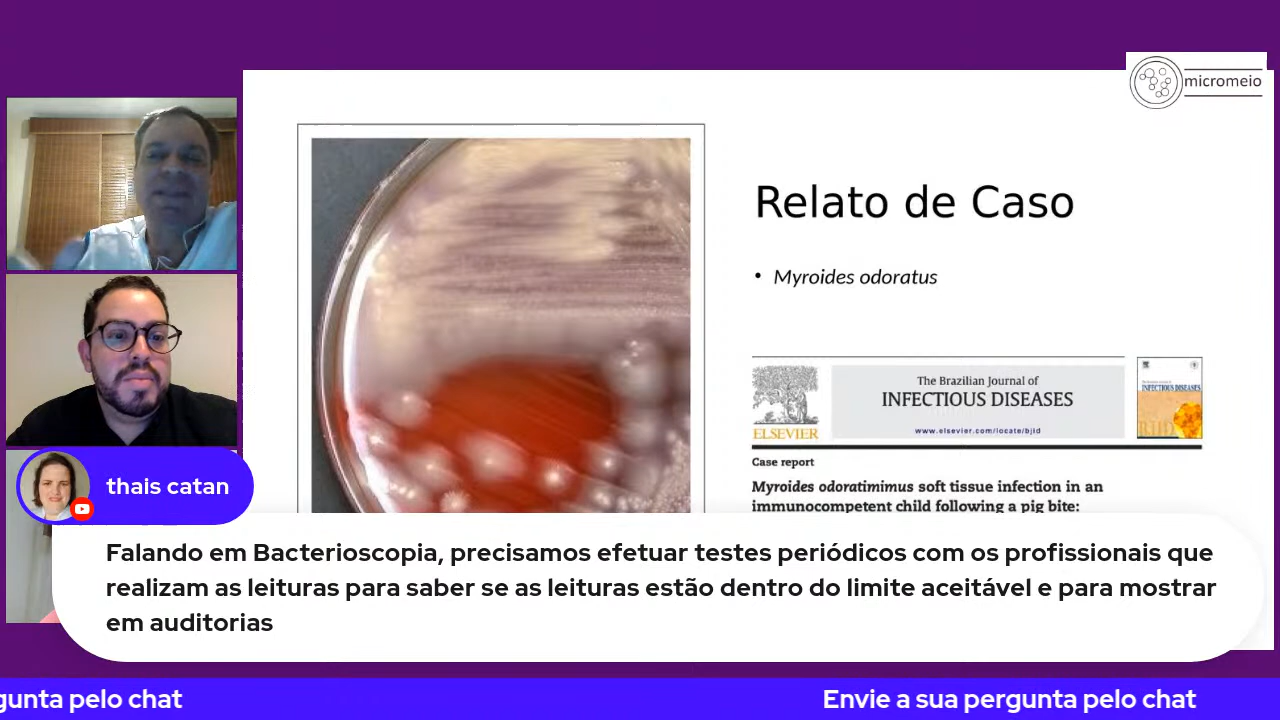 micromeio
Relato de Caso
• Myroides odoratus
The Brazilian Journal of
INFECTIOUS DISEASES
www.elsevier.com/locate/bjid
ELSEVIER
INFECTIOUS DISEASES
BJID
Case report
Myroides odoratimimus soft tissue infection in an
immunocompetent child following a pig bite:
thais catan
Falando em Bacterioscopia, precisamos efetuar testes periódicos com os profissionais que
realizam as leituras para saber se as leituras estão dentro do limite aceitável e para mostrar
em auditorias
gunta pelo chat
Envie a sua pergunta pelo chat